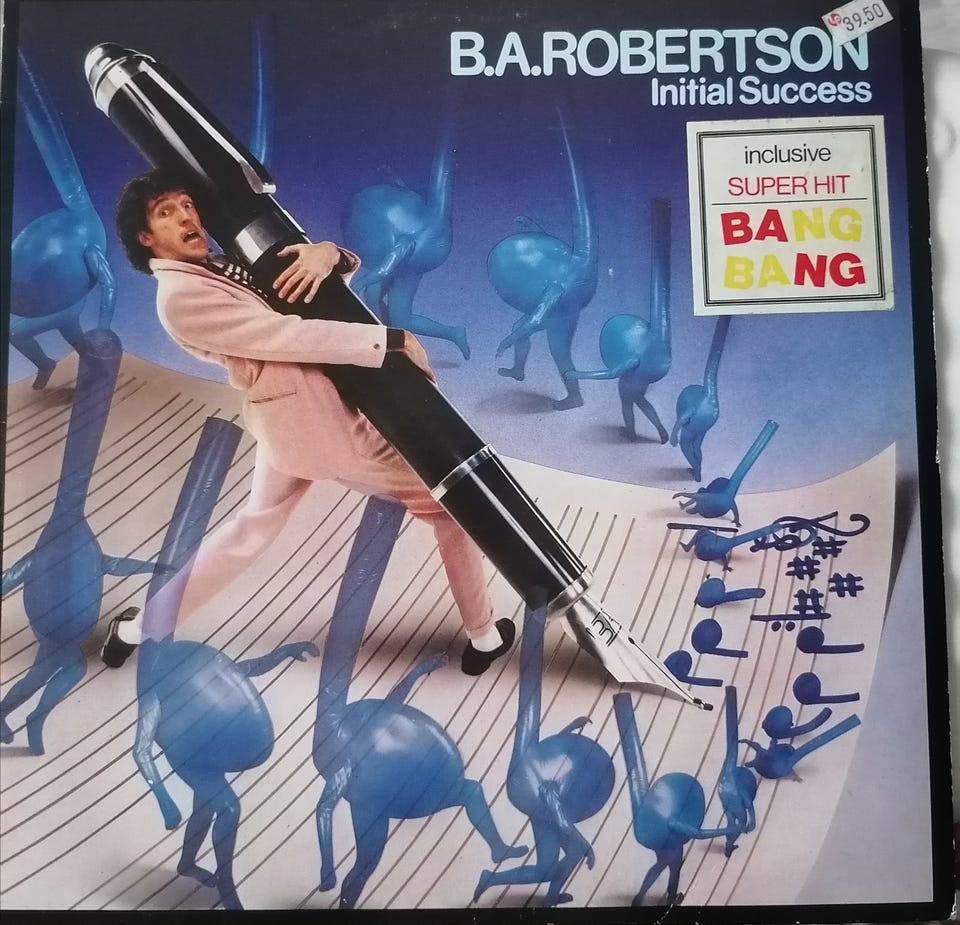 39.50
B.A.ROBERTSON
Initial Success
inclusive
SUPER HIT
BANG
BANG